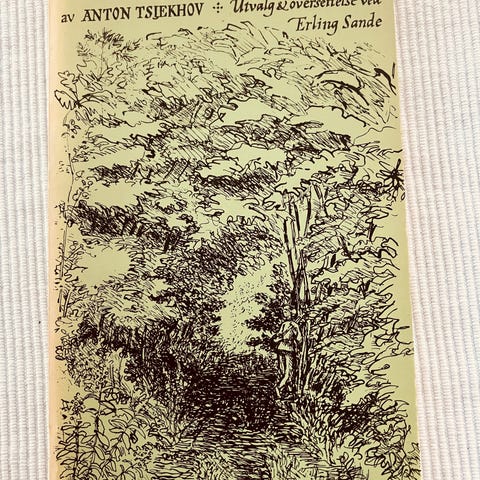 av ANTON TSJEKHOV ⁘ Utvalg & oversettelse ved
Erling Sande